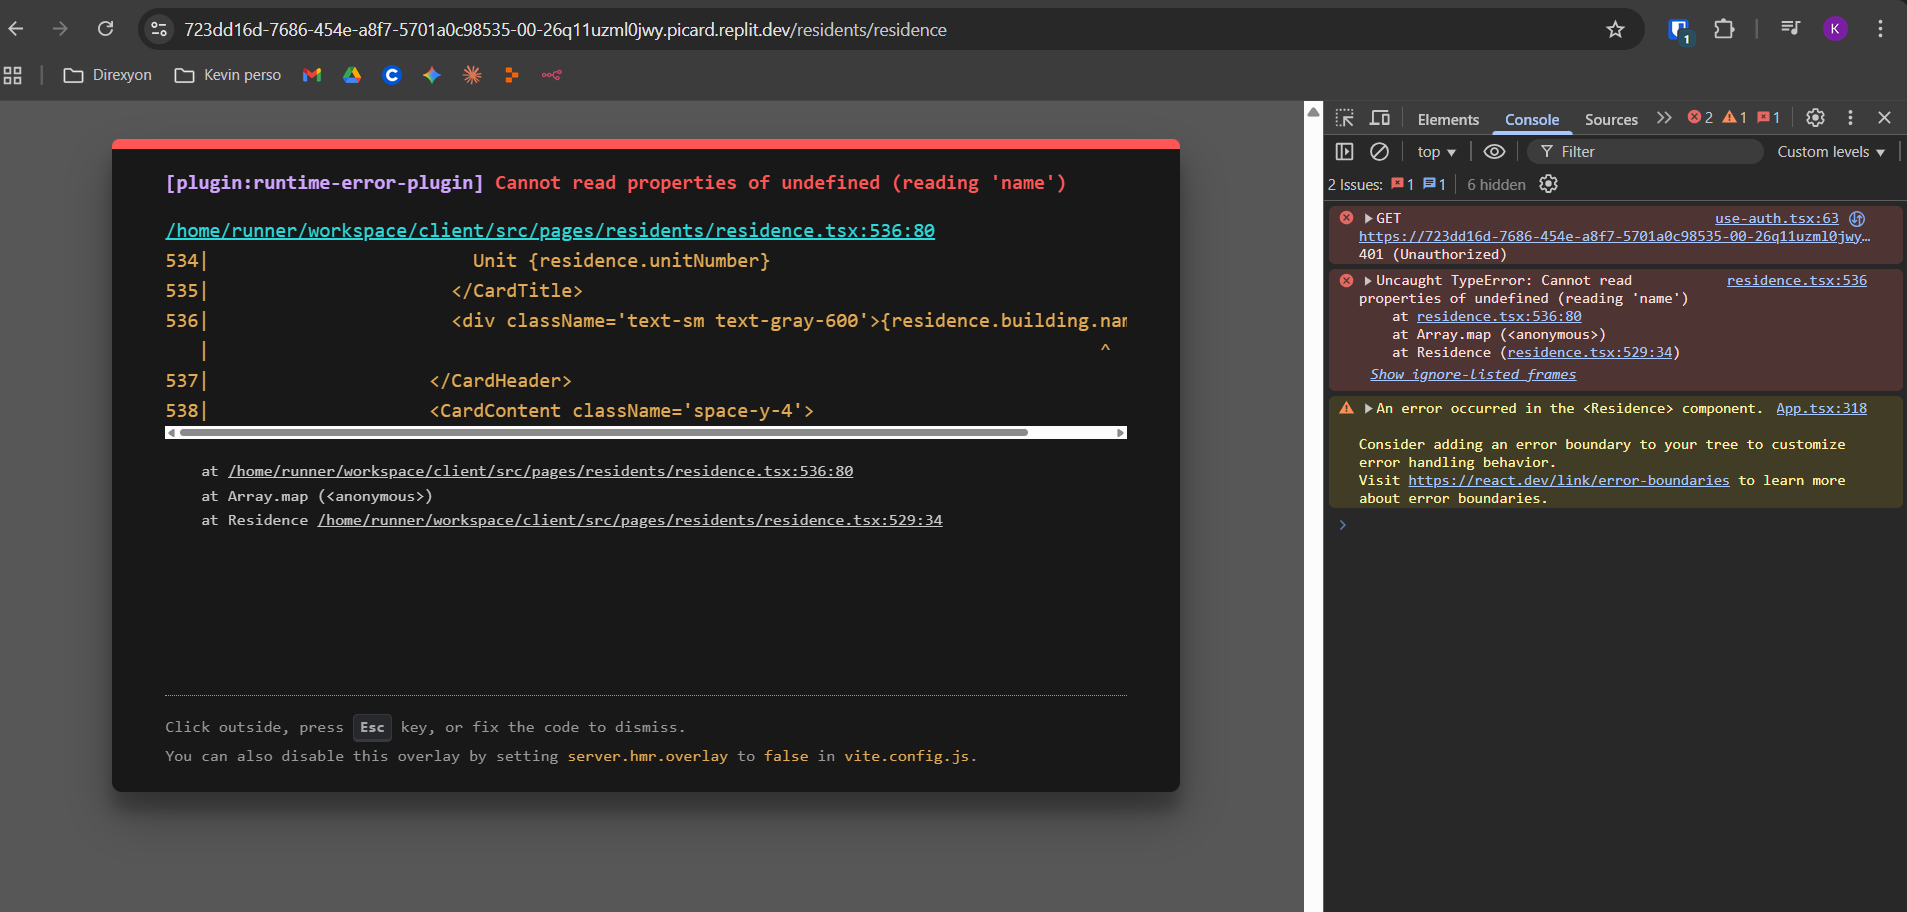 723dd16d-7686-454e-a8f7-5701a0c98535-00-26q11uzml0jwy.picard.replit.dev/residents/residence
1
K
Direxyon
Kevin perso
Elements
Console
Sources
2
1
1
top
Filter
Custom levels
2 Issues:
1
1
6 hidden
[plugin:runtime-error-plugin] Cannot read properties of undefined (reading 'name')
/home/runner/workspace/client/src/pages/residents/residence.tsx:536:80
534| Unit {residence.unitNumber}
535| </CardTitle>
536| <div className='text-sm text-gray-600'>{residence.building.nam
| ^
537| </CardHeader>
538| <CardContent className='space-y-4'>
at /home/runner/workspace/client/src/pages/residents/residence.tsx:536:80
at Array.map (<anonymous>)
at Residence /home/runner/workspace/client/src/pages/residents/residence.tsx:529:34
Click outside, press Esc key, or fix the code to dismiss.
You can also disable this overlay by setting server.hmr.overlay to false in vite.config.js.
GET use-auth.tsx:63
https://723dd16d-7686-454e-a8f7-5701a0c98535-00-26q11uzml0jwy…
401 (Unauthorized)
Uncaught TypeError: Cannot read residence.tsx:536
properties of undefined (reading 'name')
at residence.tsx:536:80
at Array.map (<anonymous>)
at Residence (residence.tsx:529:34)
Show ignore-listed frames
An error occurred in the <Residence> component. App.tsx:318
Consider adding an error boundary to your tree to customize
error handling behavior.
Visit https://react.dev/link/error-boundaries to learn more
about error boundaries.